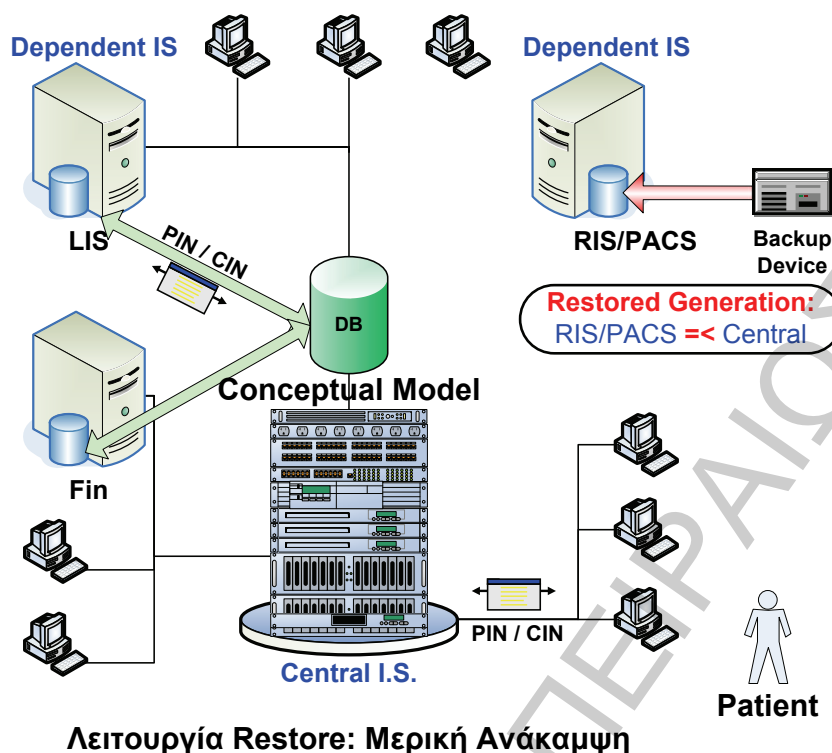 Dependent IS
Dependent IS
LIS
PIN / CIN
RIS/PACS
Backup
Device
DB
Restored Generation:
RIS/PACS =< Central
Conceptual Model
Fin
PIN / CIN
Central I.S.
Patient
ΠΕΙΡΑΙΩΣ
Λειτουργία Restore: Μερική Ανάκαμψη